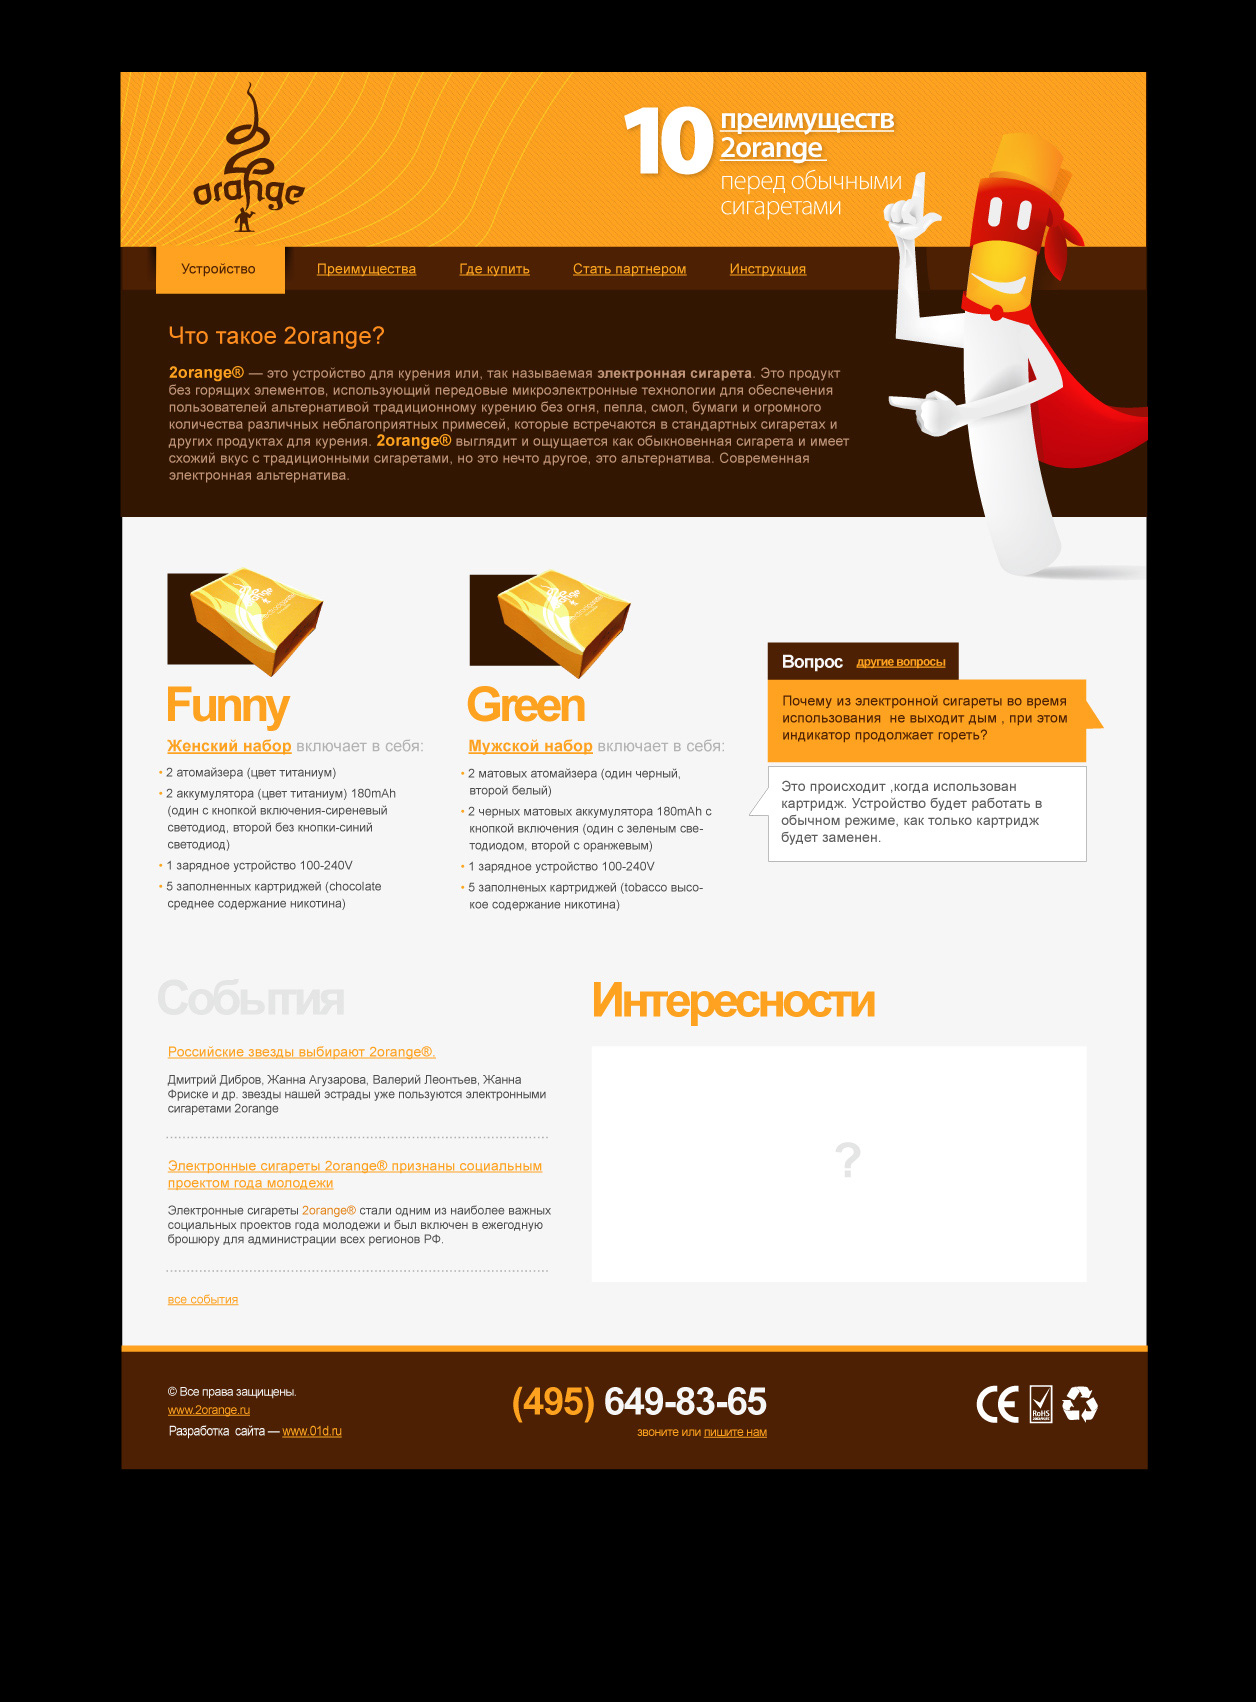 2orange
10 преимуществ
2orange
перед обычными
сигаретами
Устройство Преимущества Где купить Стать партнером Инструкция
Что такое 2orange?
2orange® — это устройство для курения или, так называемая электронная сигарета. Это продукт
без горящих элементов, использующий передовые микроэлектронные технологии для обеспечения
пользователей альтернативой традиционному курению без огня, пепла, смол, бумаги и огромного
количества различных неблагоприятных примесей, которые встречаются в стандартных сигаретах и
других продуктах для курения. 2orange® выглядит и ощущается как обыкновенная сигарета и имеет
схожий вкус с традиционными сигаретами, но это нечто другое, это альтернатива. Современная
электронная альтернатива.
Funny
Женский набор включает в себя:
• 2 атомайзера (цвет титаниум)
• 2 аккумулятора (цвет титаниум) 180mAh
(один с кнопкой включения-сиреневый
светодиод, второй без кнопки-синий
светодиод)
• 1 зарядное устройство 100-240V
• 5 заполненных картриджей (chocolate
среднее содержание никотина)
Green
Мужской набор включает в себя:
• 2 матовых атомайзера (один черный,
второй белый)
• 2 черных матовых аккумулятора 180mAh с
кнопкой включения (один с зеленым све-
тодиодом, второй с оранжевым)
• 1 зарядное устройство 100-240V
• 5 заполненых картриджей (tobacco высо-
кое содержание никотина)
Вопрос другие вопросы
Почему из электронной сигареты во время
использования не выходит дым , при этом
индикатор продолжает гореть?
Это происходит ,когда использован
картридж. Устройство будет работать в
обычном режиме, как только картридж
будет заменен.
События
Российские звезды выбирают 2orange®.
Дмитрий Дибров, Жанна Агузарова, Валерий Леонтьев, Жанна
Фриске и др. звезды нашей эстрады уже пользуются электронными
сигаретами 2orange
Электронные сигареты 2orange® признаны социальным
проектом года молодежи
Электронные сигареты 2orange® стали одним из наиболее важных
социальных проектов года молодежи и был включен в ежегодную
брошюру для администрации всех регионов РФ.
все события
Интересности
?
© Все права защищены.
www.2orange.ru
Разработка сайта — www.01d.ru
(495) 649-83-65
звоните или пишите нам
CE
RoHS